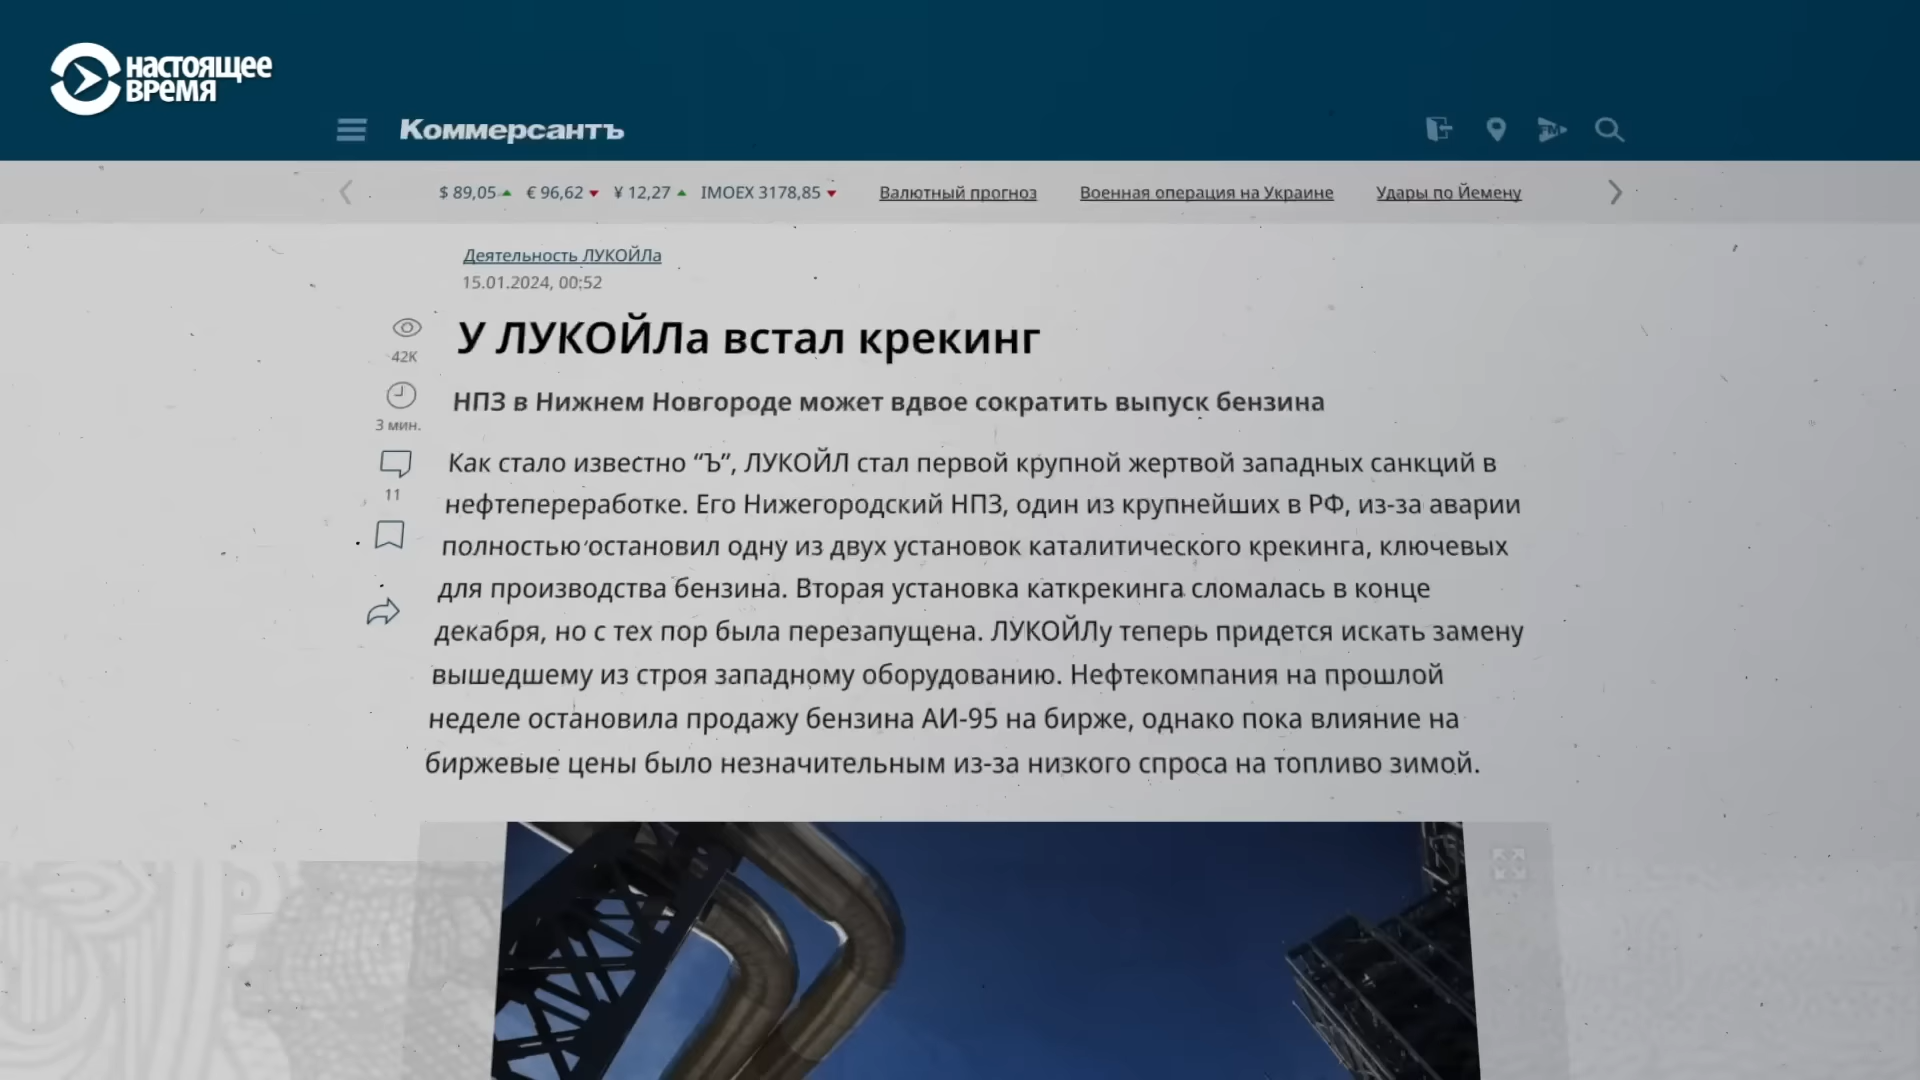 НАСТОЯЩЕЕ
ВРЕМЯ
Коммерсантъ
$ 89,05 € 96,62 ¥ 12,27 IMOEX 3178,85 Валютный прогноз Военная операция на Украине Удары по Йемену
Деятельность ЛУКОЙЛа
15.01.2024, 00:52
У ЛУКОЙЛа встал крекинг
42K
НПЗ в Нижнем Новгороде может вдвое сократить выпуск бензина
3 мин.
Как стало известно “Ъ”, ЛУКОЙЛ стал первой крупной жертвой западных санкций в
11
нефтепереработке. Его Нижегородский НПЗ, один из крупнейших в РФ, из-за аварии
полностью остановил одну из двух установок каталитического крекинга, ключевых
для производства бензина. Вторая установка каткрекинга сломалась в конце
декабря, но с тех пор была перезапущена. ЛУКОЙЛу теперь придется искать замену
вышедшему из строя западному оборудованию. Нефтекомпания на прошлой
неделе остановила продажу бензина АИ-95 на бирже, однако пока влияние на
биржевые цены было незначительным из-за низкого спроса на топливо зимой.